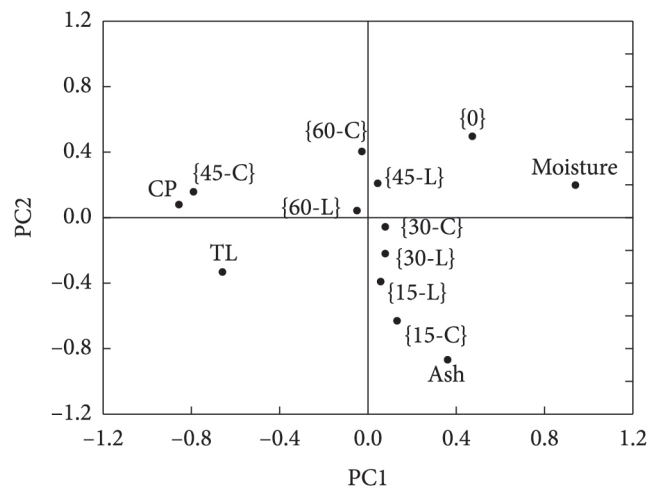 1.2
0.8
0.4
0.0
−0.4
−0.8
−1.2
PC2
{0}
{60-C}
Moisture
{45-C}
{45-L}
CP
{60-L}
{30-C}
TL
{30-L}
{15-L}
{15-C}
Ash
−1.2 −0.8 −0.4 0.0 0.4 0.8 1.2
PC1